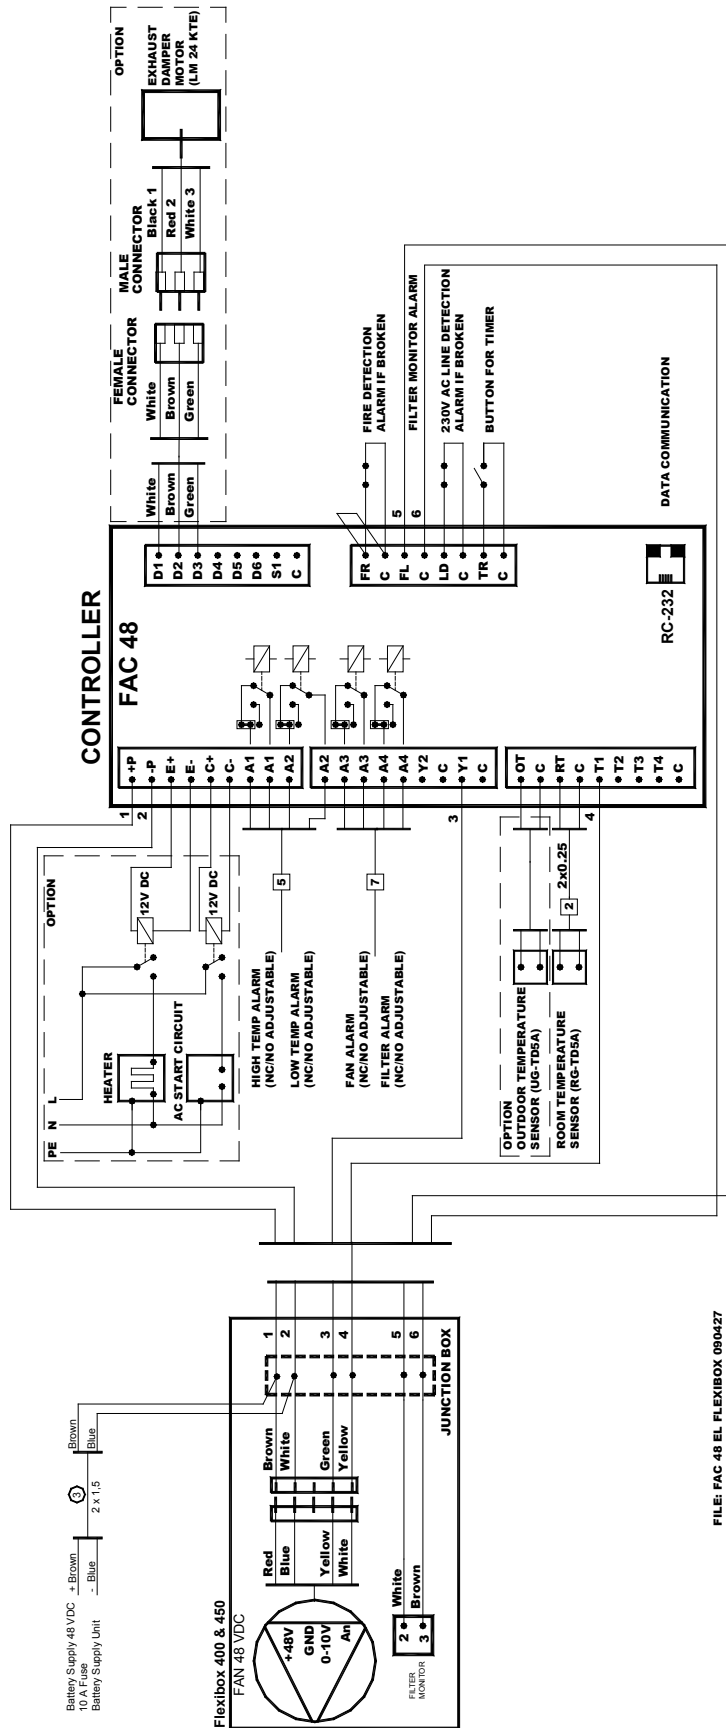 OPTION
EXHAUST
DAMPER
MOTOR
(LM 24 KTE)
Black 1
Red 2
White 3
MALE
CONNECTOR
FEMALE
CONNECTOR
White
Brown
Green
White
Brown
Green
FIRE DETECTION
ALARM IF BROKEN
FILTER MONITOR ALARM
230V AC LINE DETECTION
ALARM IF BROKEN
BUTTON FOR TIMER
DATA COMMUNICATION
5
6
CONTROLLER
FAC 48
D1
D2
D3
D4
D5
D6
S1
C
FR
C
FL
C
LD
C
TR
C
RC-232
+P
-P
E+
E-
C+
C-
A1
A1
A2
A2
A3
A3
A4
A4
Y2
C
Y1
C
OT
C
RT
C
T1
T2
T3
T4
C
1
2
3
4
OPTION
12V DC
12V DC
HEATER
AC START CIRCUIT
L
N
PE
5
7
HIGH TEMP ALARM
(NC/NO ADJUSTABLE)
LOW TEMP ALARM
(NC/NO ADJUSTABLE)
FAN ALARM
(NC/NO ADJUSTABLE)
FILTER ALARM
(NC/NO ADJUSTABLE)
2x0.25
2
OPTION
OUTDOOR TEMPERATURE
SENSOR (UG-TD5A)
ROOM TEMPERATURE
SENSOR (RG-TD5A)
Brown
Blue
3
2 x 1,5
+ Brown
- Blue
Battery Supply 48 VDC
10 A Fuse
Battery Supply Unit
1
2
3
4
5
6
JUNCTION BOX
Brown
White
Green
Yellow
Red
Blue
Yellow
White
White
Brown
Flexibox 400 & 450
FAN 48 VDC
+48V
GND
0-10V
An
2
3
FILTER
MONITOR
FILE: FAC 48 EL FLEXIBOX 090427